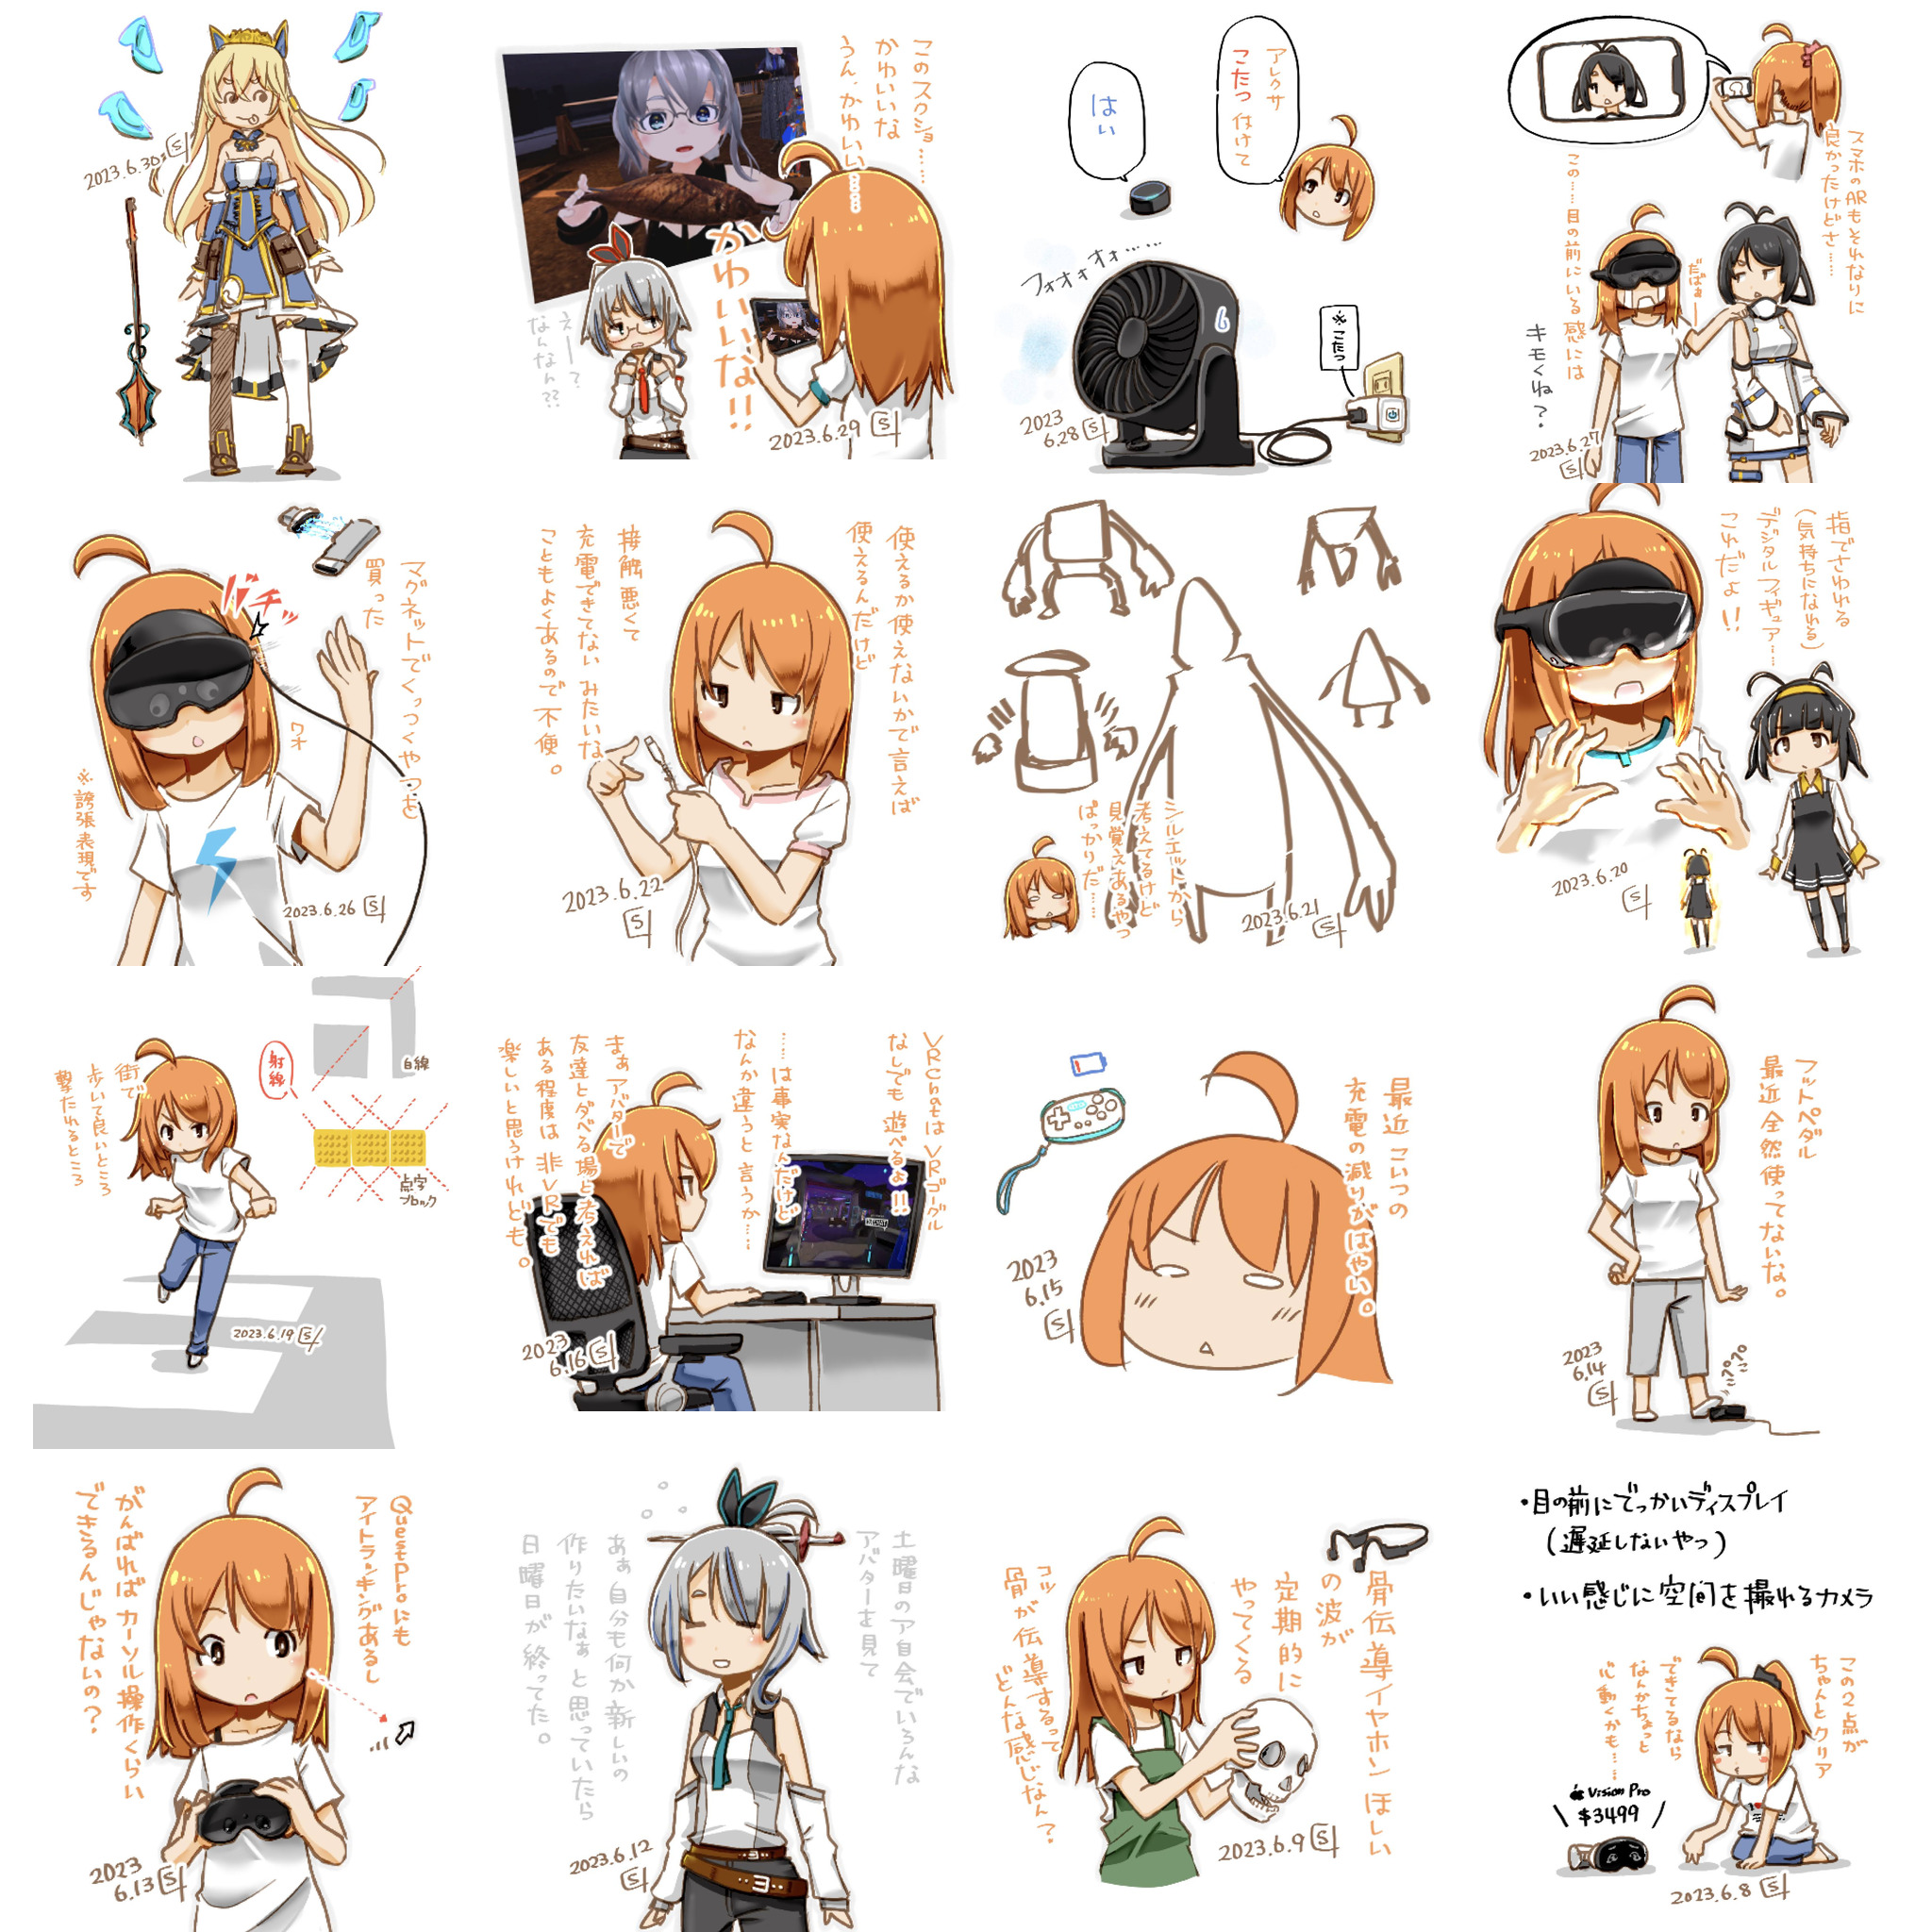 2023.6.30
このスクショ……
かわいいな
うん、かわいい……
かわいいな!!
えー?
なんなん??
2023.6.29
アレクサ
こたつ 付けて
はい
フォオォオォ……
※こたつ
2023
6.28
スマホのARもそれなりに
良かったけどさ……
この……目の前にいる感には
だばぁー
キモくね?
2023.6.27
マグネットでくっつくやつを
買った
バチッ
ワオ
※誇張表現です
2023.6.26
使えるか使えないかで言えば
使えるんだけど
接触悪くて
充電できてない みたいな
こともよくあるので不便。
2023.6.22
シルエットから
考えてるけど
見覚えあるやつ
ばっかりだ……
2023.6.21
指でさわれる
(気持ちになれる)
デジタルフィギュア……
これだよ!!
2023.6.20
街で
歩いて良いところ
撃たれるところ
射線
白線
点字
ブロック
2023.6.19
VRChatはVRゴーグル
なしでも遊べるよ!!
……は事実なんだけど
なんか違うと言うか……
まぁアバターで
友達とダベる場と考えれば
ある程度は非VRでも
楽しいと思うけれども。
2023
6.16
最近こいつの
充電の減りがはやい。
2023
6.15
フットペダル
最近全然使ってないな。
ペペペ
2023
6.14
QuestProにも
アイトラッキングあるし
がんばればカーソル操作くらい
できるんじゃないの?
2023
6.13
土曜日のア自会でいろんな
アバターを見て
あぁ自分も何か新しいの
作りたいなぁと思っていたら
日曜日が終ってた。
2023.6.12
骨伝導イヤホンほしい
の波が
定期的に
やってくる
コツ
骨が伝導するって
どんな感じなん?
2023.6.9
・目の前にでっかいディスプレイ
(遅延しないやつ)
・いい感じに空間を撮れるカメラ
この2点が
ちゃんとクリア
できてるなら
なんかちょっと
心動くかも……
Vision Pro
$3499
2023.6.8